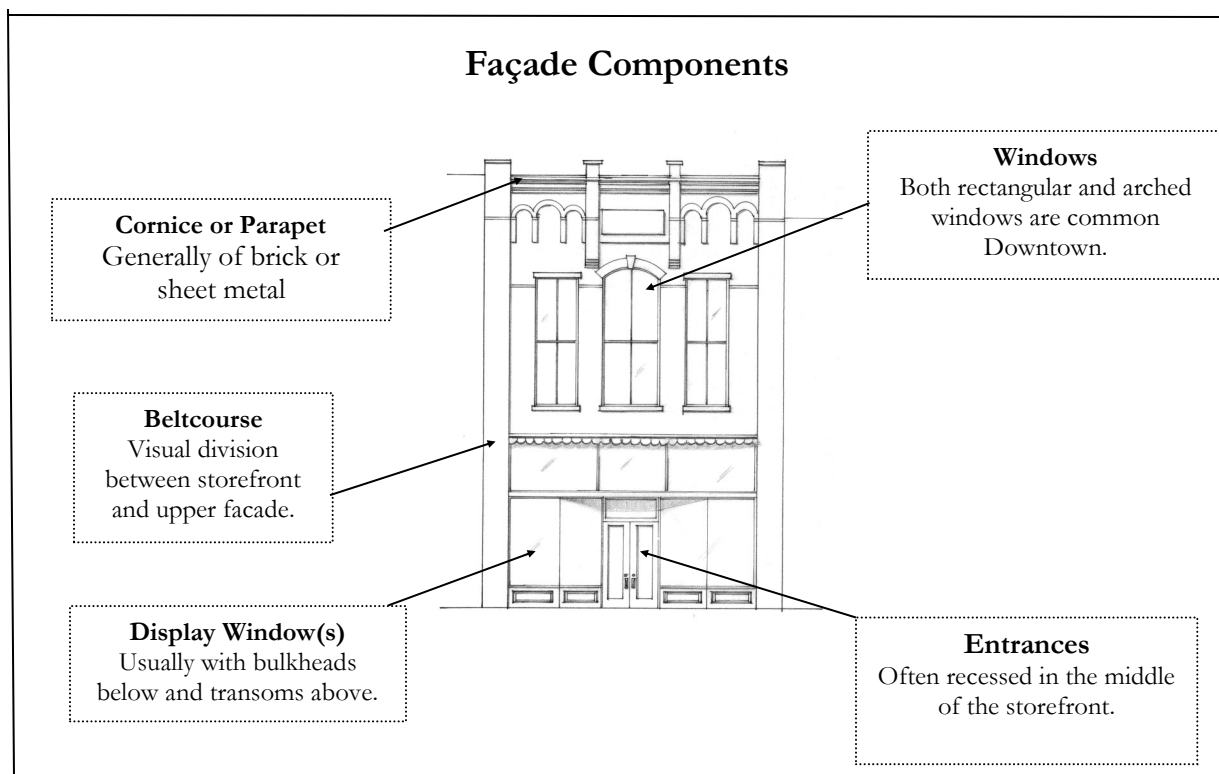 Façade Components
Cornice or Parapet
Generally of brick or
sheet metal
Windows
Both rectangular and arched
windows are common
Downtown.
Beltcourse
Visual division
between storefront
and upper facade.
Display Window(s)
Usually with bulkheads
below and transoms above.
Entrances
Often recessed in the middle
of the storefront.